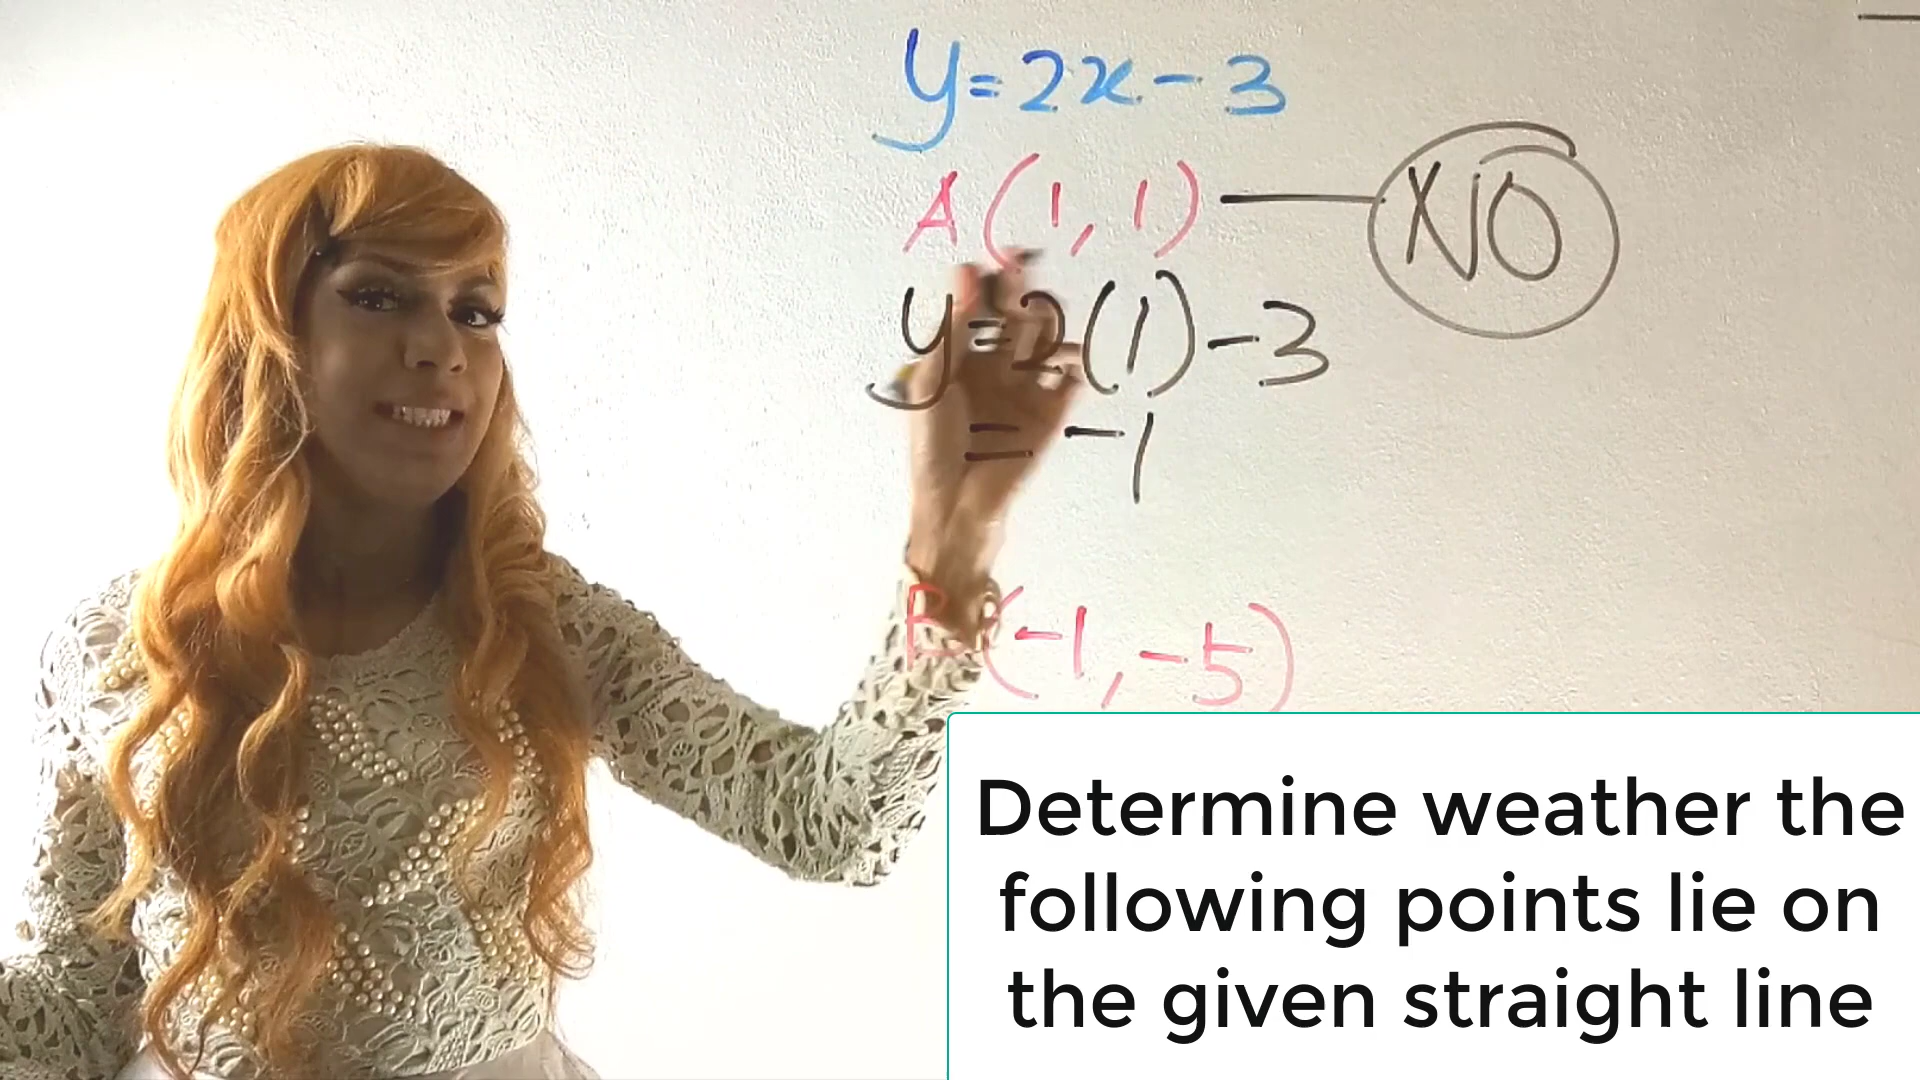 y=2x-3
A(1,1) — NO
y=2(1)-3
= -1
B(-1,-5)
Determine weather the
following points lie on
the given straight line